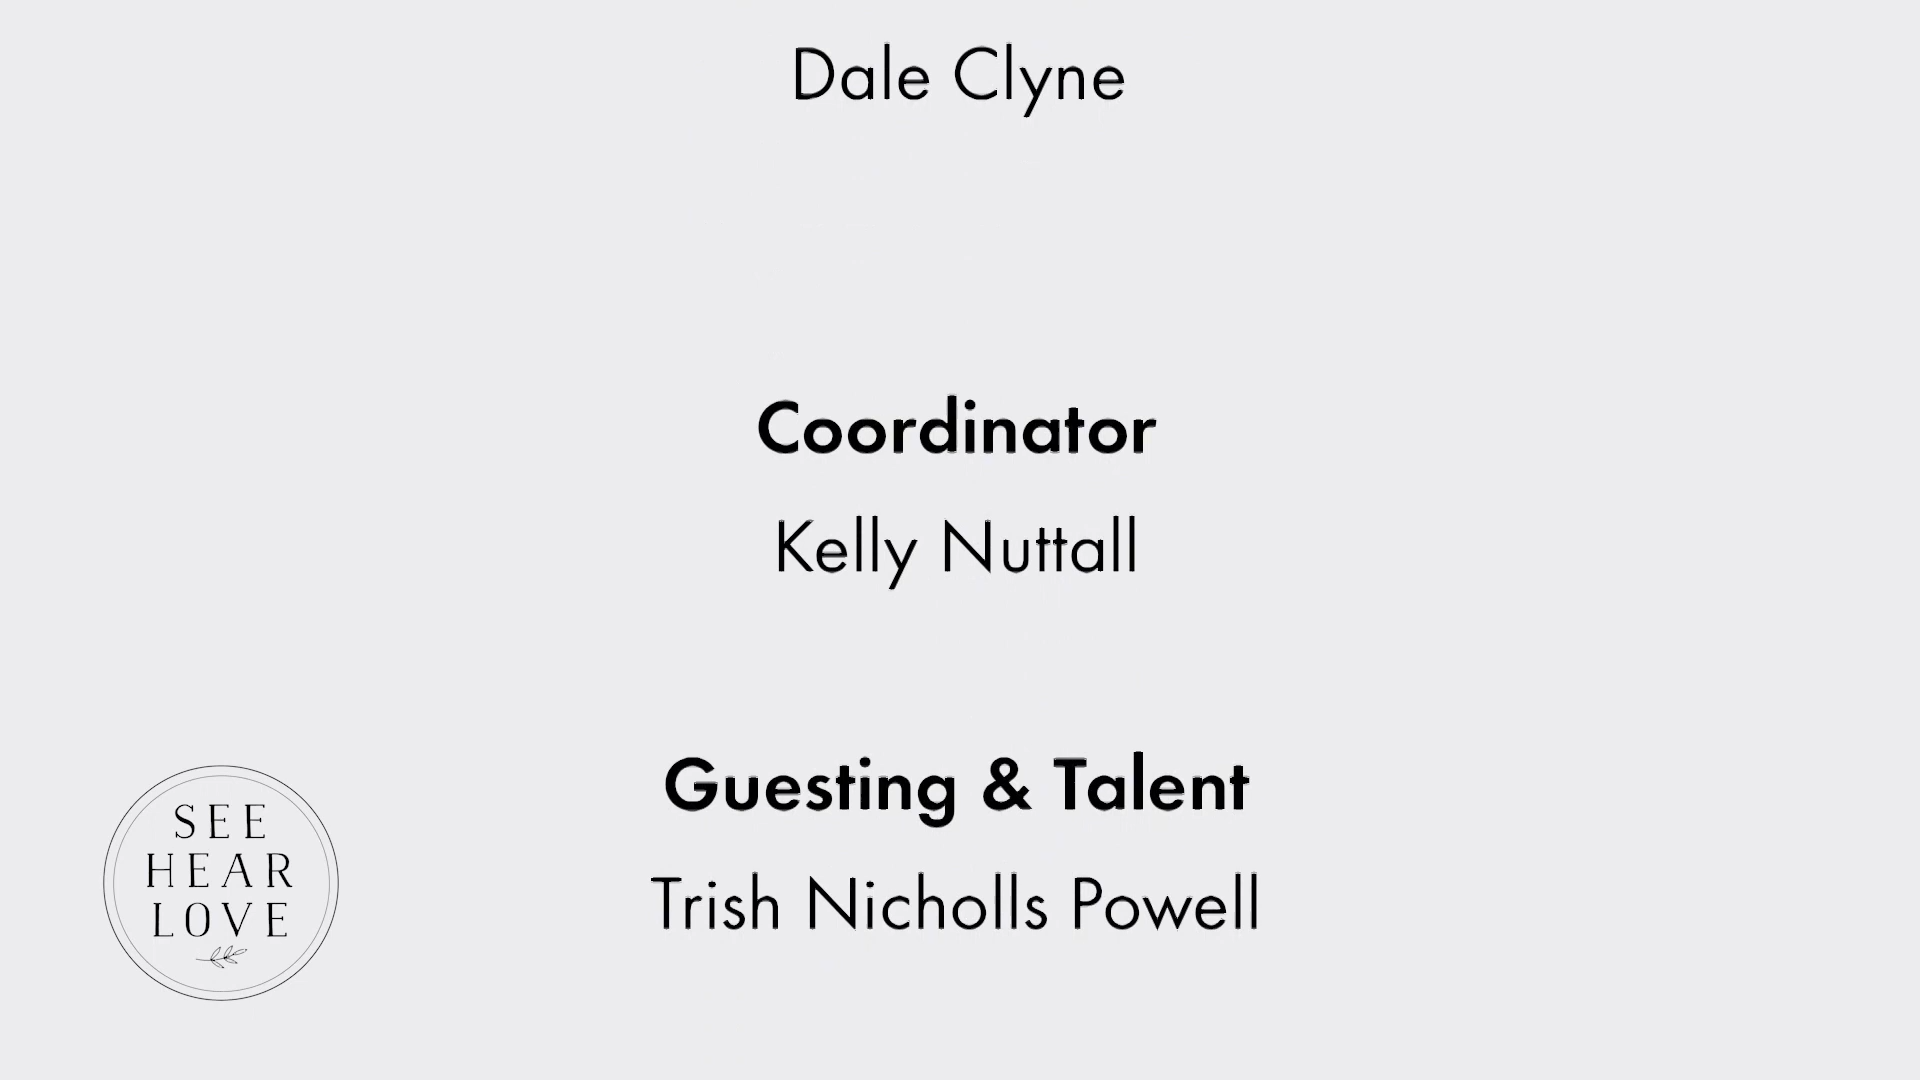 Dale Clyne
Coordinator
Kelly Nuttall
Guesting & Talent
Trish Nicholls Powell
SEE
HEAR
LOVE